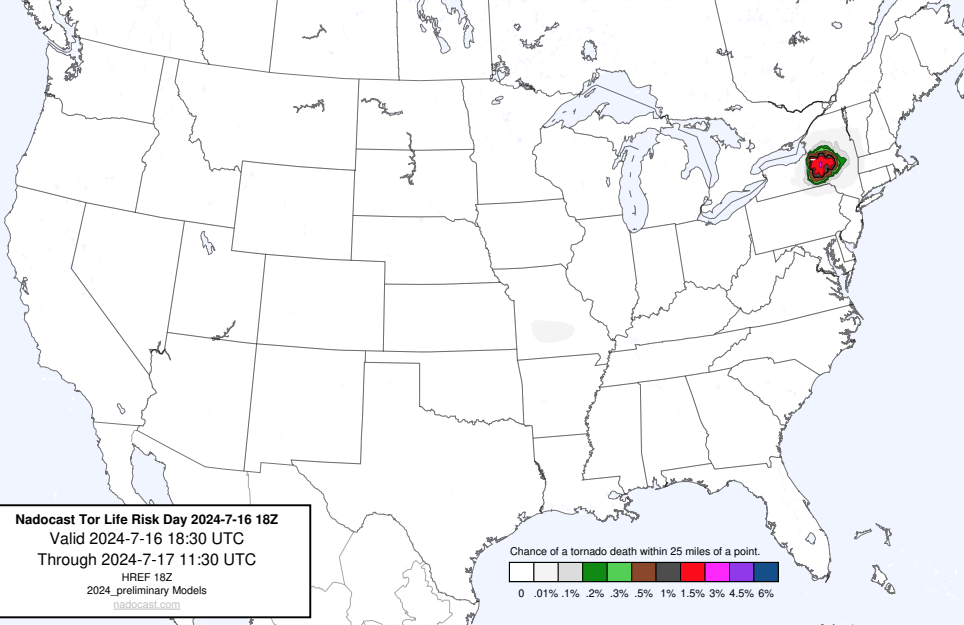 Nadocast Tor Life Risk Day 2024-7-16 18Z
Valid 2024-7-16 18:30 UTC
Through 2024-7-17 11:30 UTC
HREF 18Z
2024_preliminary Models
nadocast.com
Chance of a tornado death within 25 miles of a point.
0 .01% .1% .2% .3% .5% 1% 1.5% 3% 4.5% 6%